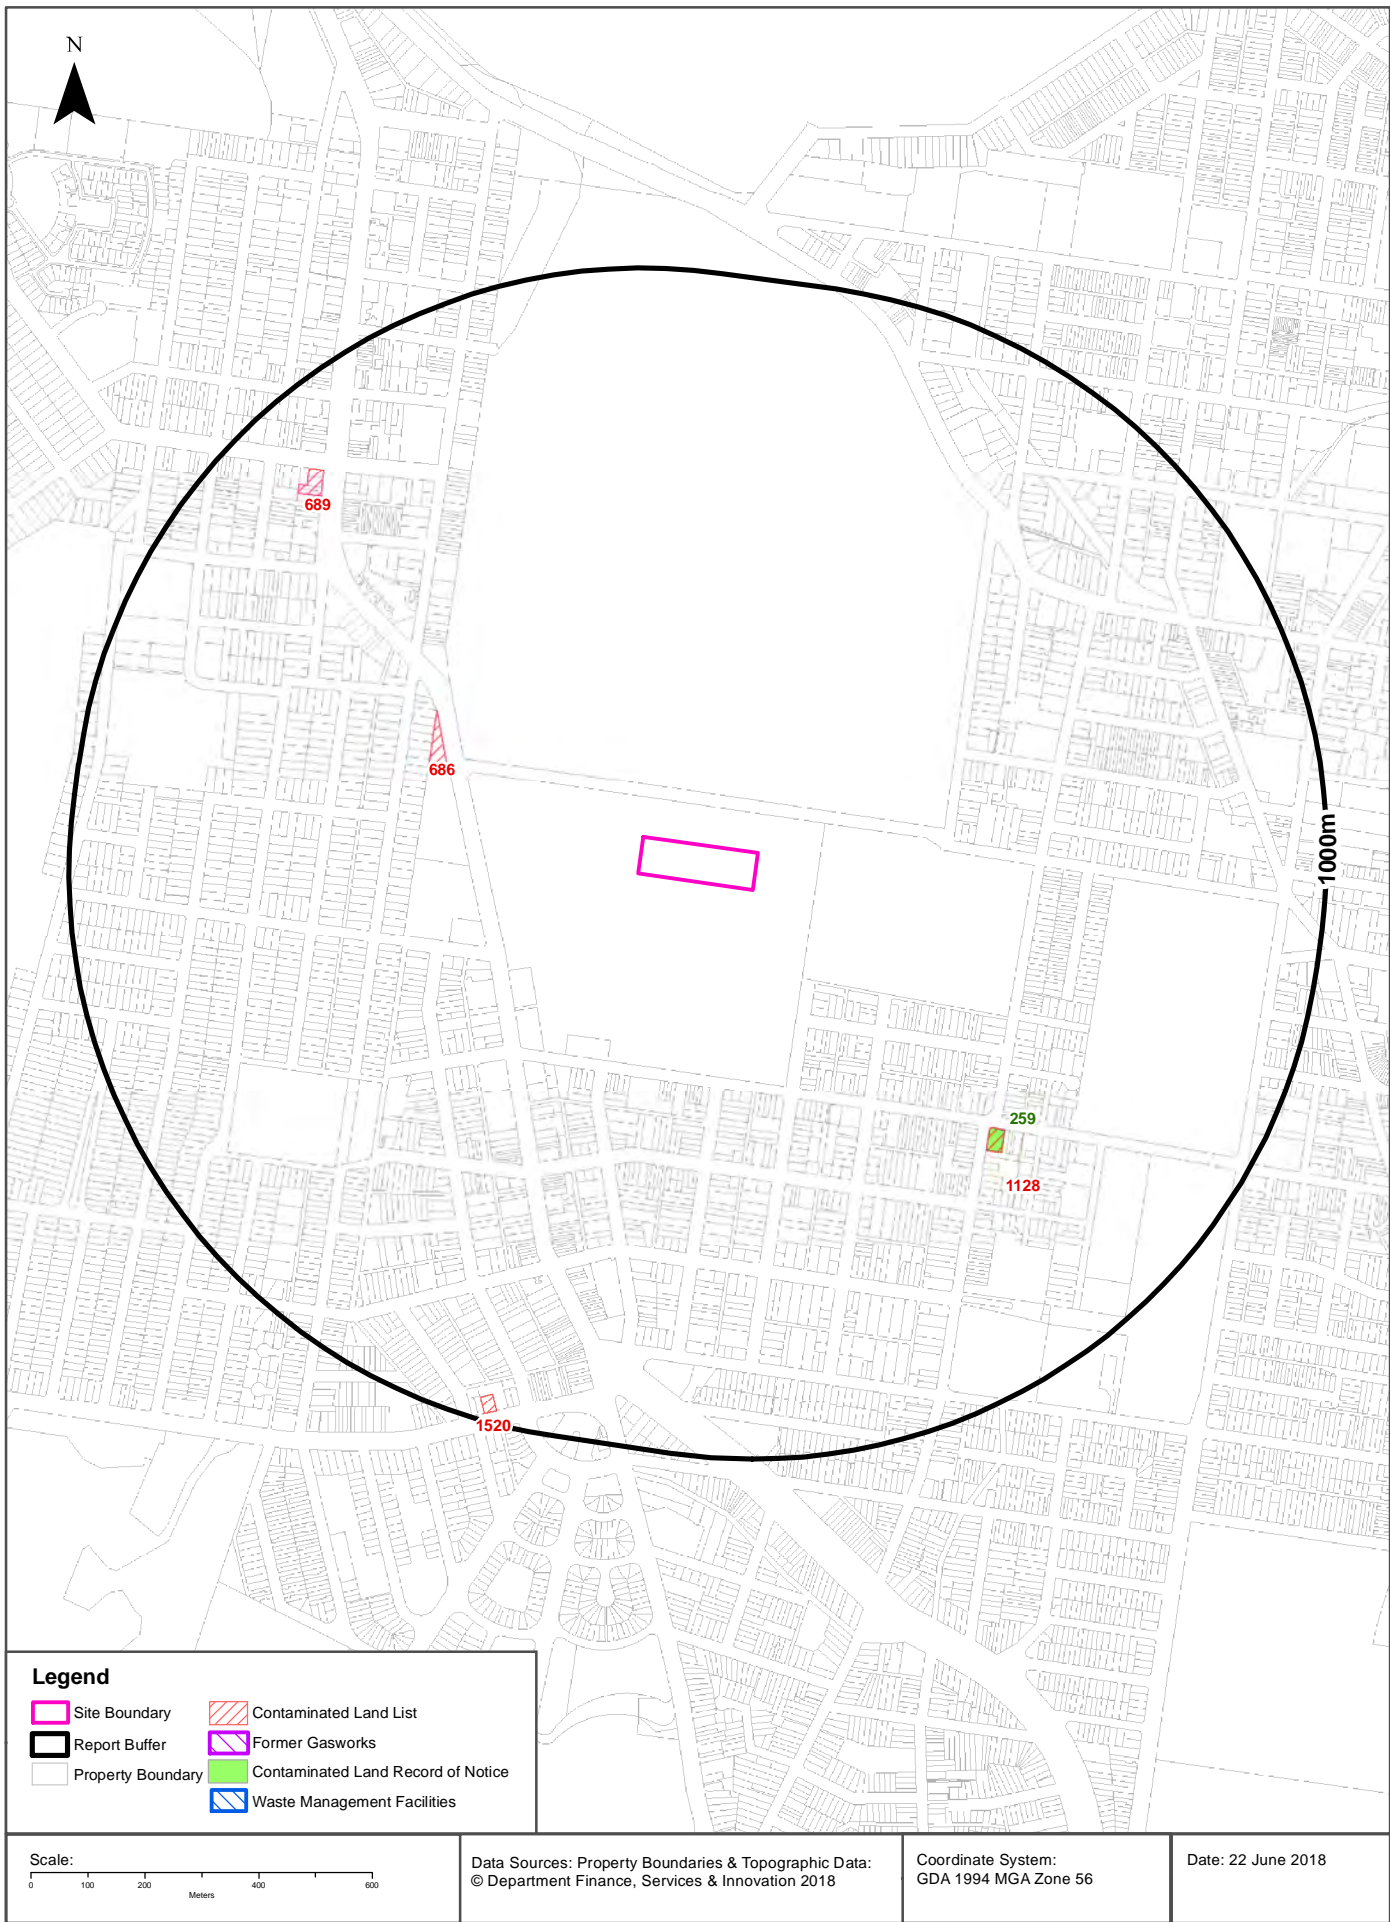 N
689
686
1000m
259
1128
1520
Legend
Site Boundary
Contaminated Land List
Report Buffer
Former Gasworks
Property Boundary
Contaminated Land Record of Notice
Waste Management Facilities
Scale:
0 100 200 400 600
Meters
Data Sources: Property Boundaries & Topographic Data:
© Department Finance, Services & Innovation 2018
Coordinate System:
GDA 1994 MGA Zone 56
Date: 22 June 2018